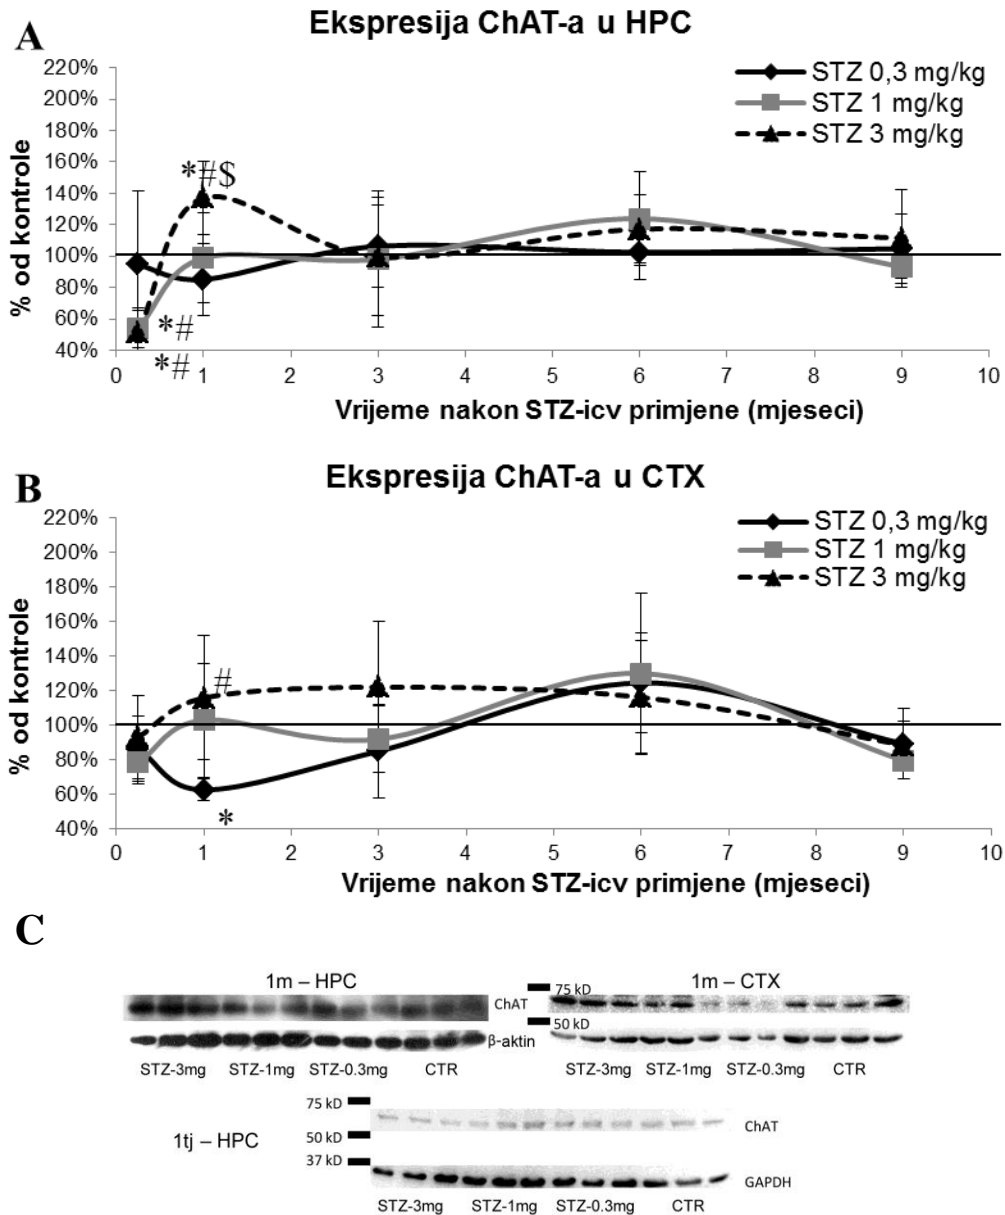 A
Ekspresija ChAT-a u HPC
% od kontrole
220%
200%
180%
160%
140%
120%
100%
80%
60%
40%
STZ 0,3 mg/kg
STZ 1 mg/kg
STZ 3 mg/kg
*#$
*#
*#
0 1 2 3 4 5 6 7 8 9 10
Vrijeme nakon STZ-icv primjene (mjeseci)
B
Ekspresija ChAT-a u CTX
% od kontrole
220%
200%
180%
160%
140%
120%
100%
80%
60%
40%
STZ 0,3 mg/kg
STZ 1 mg/kg
STZ 3 mg/kg
#
*
0 1 2 3 4 5 6 7 8 9 10
Vrijeme nakon STZ-icv primjene (mjeseci)
C
1m – HPC
ChAT
β-aktin
STZ-3mg STZ-1mg STZ-0.3mg CTR
75 kD
50 kD
1m – CTX
STZ-3mg STZ-1mg STZ-0.3mg CTR
1tj – HPC
75 kD
50 kD
37 kD
ChAT
GAPDH
STZ-3mg STZ-1mg STZ-0.3mg CTR